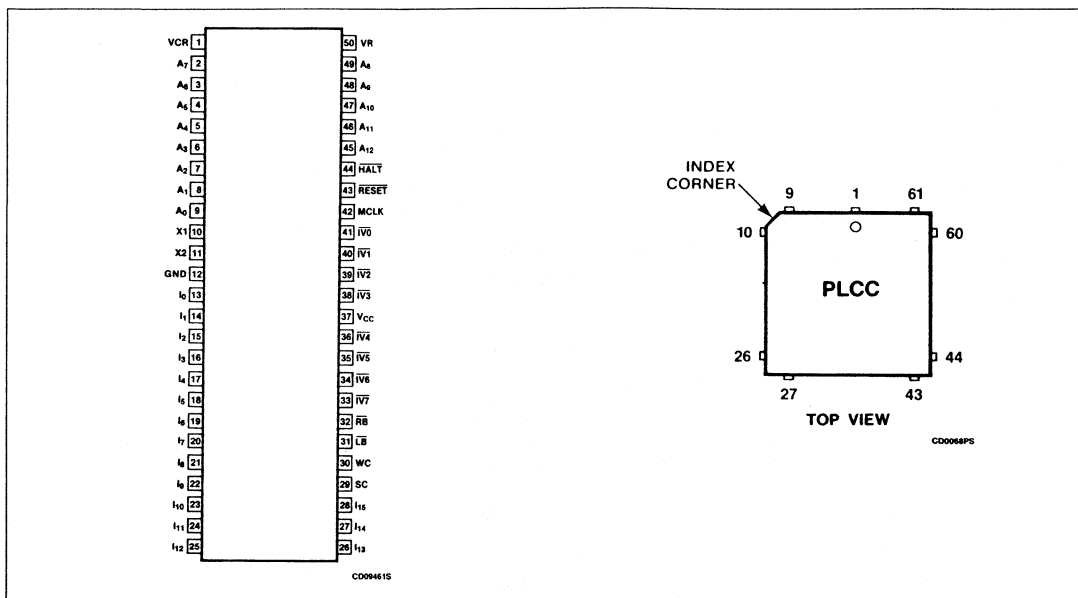 VCR 1
A7 2
A6 3
A5 4
A4 5
A3 6
A2 7
A1 8
A0 9
X1 10
X2 11
GND 12
I0 13
I1 14
I2 15
I3 16
I4 17
I5 18
I6 19
I7 20
I8 21
I9 22
I10 23
I11 24
I12 25
50 VR
49 A8
48 A9
47 A10
46 A11
45 A12
44 HALT
43 RESET
42 MCLK
41 IV0
40 IV1
39 IV2
38 IV3
37 VCC
36 IV4
35 IV5
34 IV6
33 IV7
32 RB
31 LB
30 WC
29 SC
28 I15
27 I14
26 I13
CD09461S
INDEX
CORNER
9 1 61
10 60
PLCC
26 44
27 43
TOP VIEW
CD0068PS